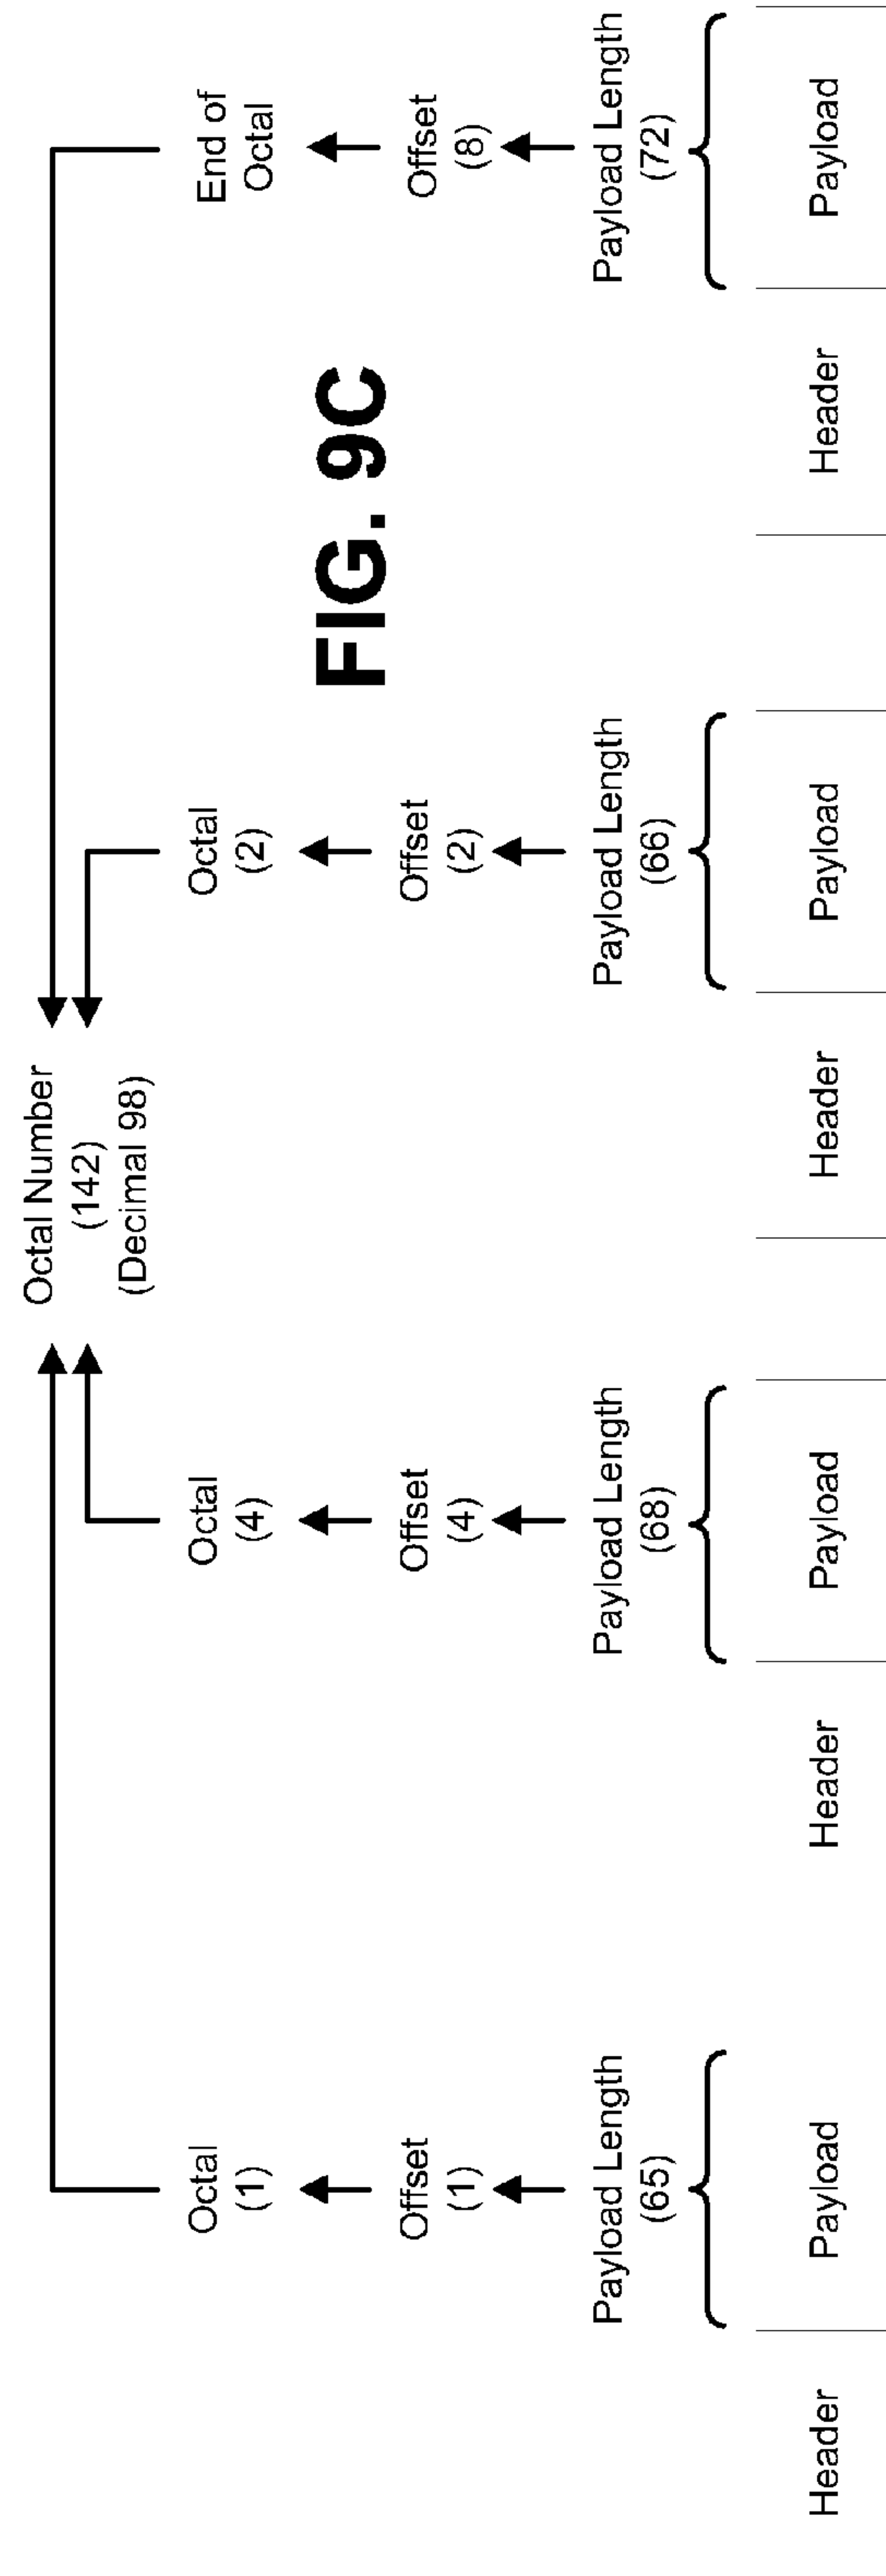 Octal Number
(142)
(Decimal 98)
Octal
(1)
Octal
(4)
Octal
(2)
End of
Octal
Offset
(1)
Offset
(4)
Offset
(2)
Offset
(8)
FIG. 9C
Payload Length
(65)
Payload Length
(68)
Payload Length
(66)
Payload Length
(72)
Header
Payload
Header
Payload
Header
Payload
Header
Payload